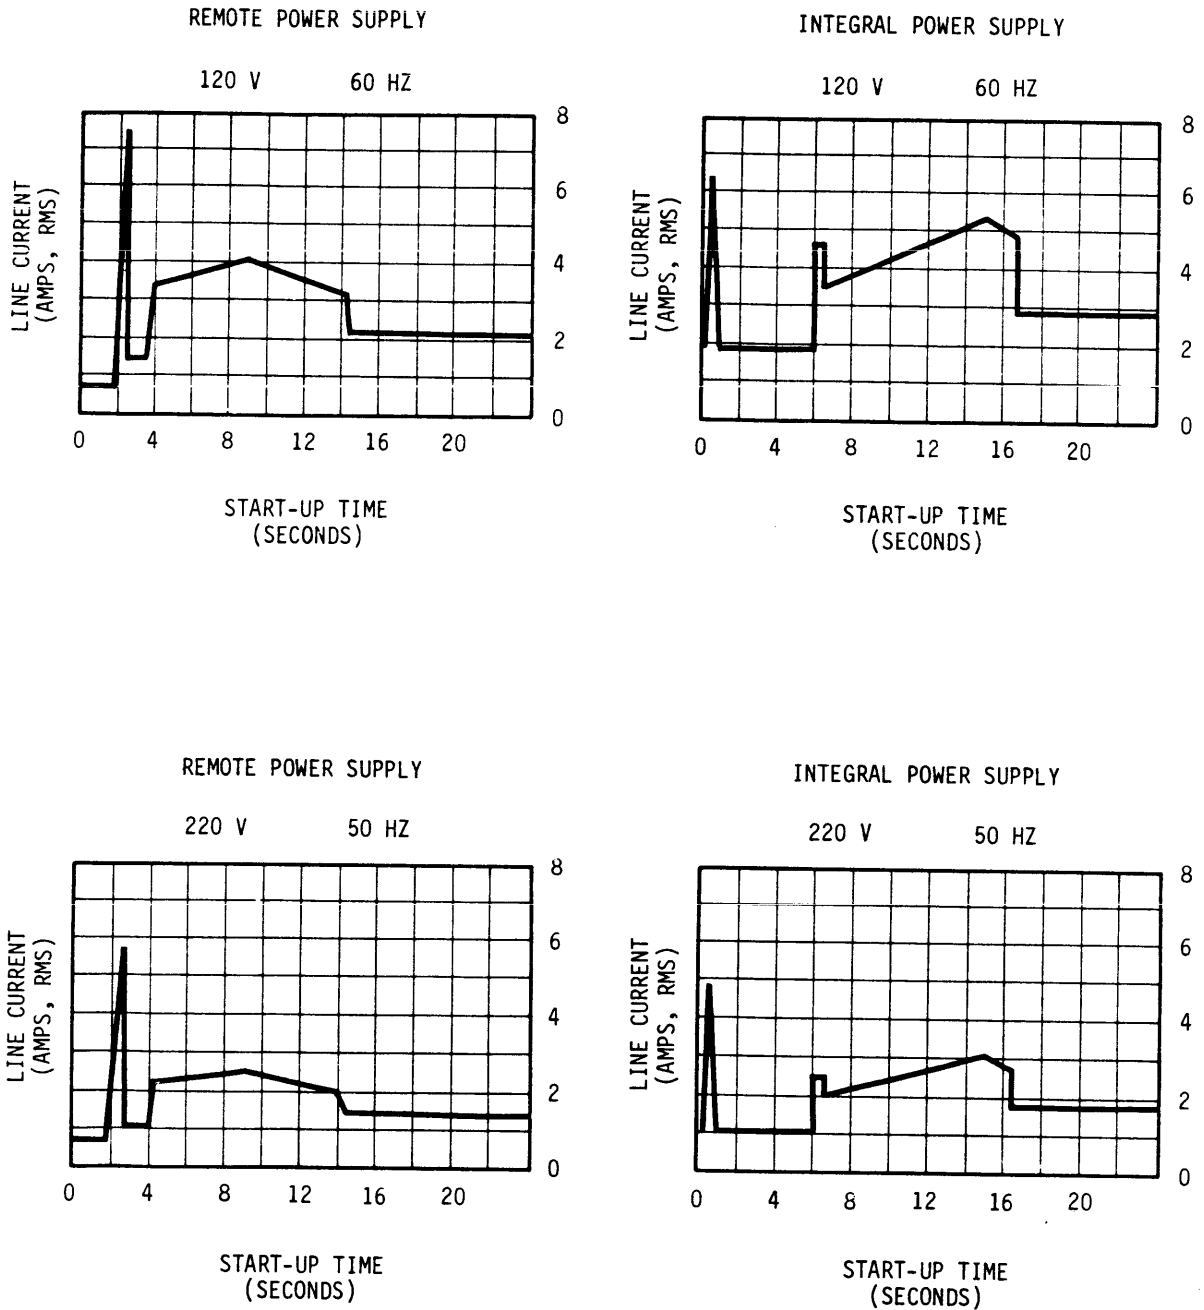 REMOTE POWER SUPPLY
120 V 60 HZ
LINE CURRENT
(AMPS, RMS)
8
6
4
2
0
0 4 8 12 16 20
START-UP TIME
(SECONDS)
INTEGRAL POWER SUPPLY
120 V 60 HZ
LINE CURRENT
(AMPS, RMS)
8
6
4
2
0
0 4 8 12 16 20
START-UP TIME
(SECONDS)
REMOTE POWER SUPPLY
220 V 50 HZ
LINE CURRENT
(AMPS, RMS)
8
6
4
2
0
0 4 8 12 16 20
START-UP TIME
(SECONDS)
INTEGRAL POWER SUPPLY
220 V 50 HZ
LINE CURRENT
(AMPS, RMS)
8
6
4
2
0
0 4 8 12 16 20
START-UP TIME
(SECONDS)